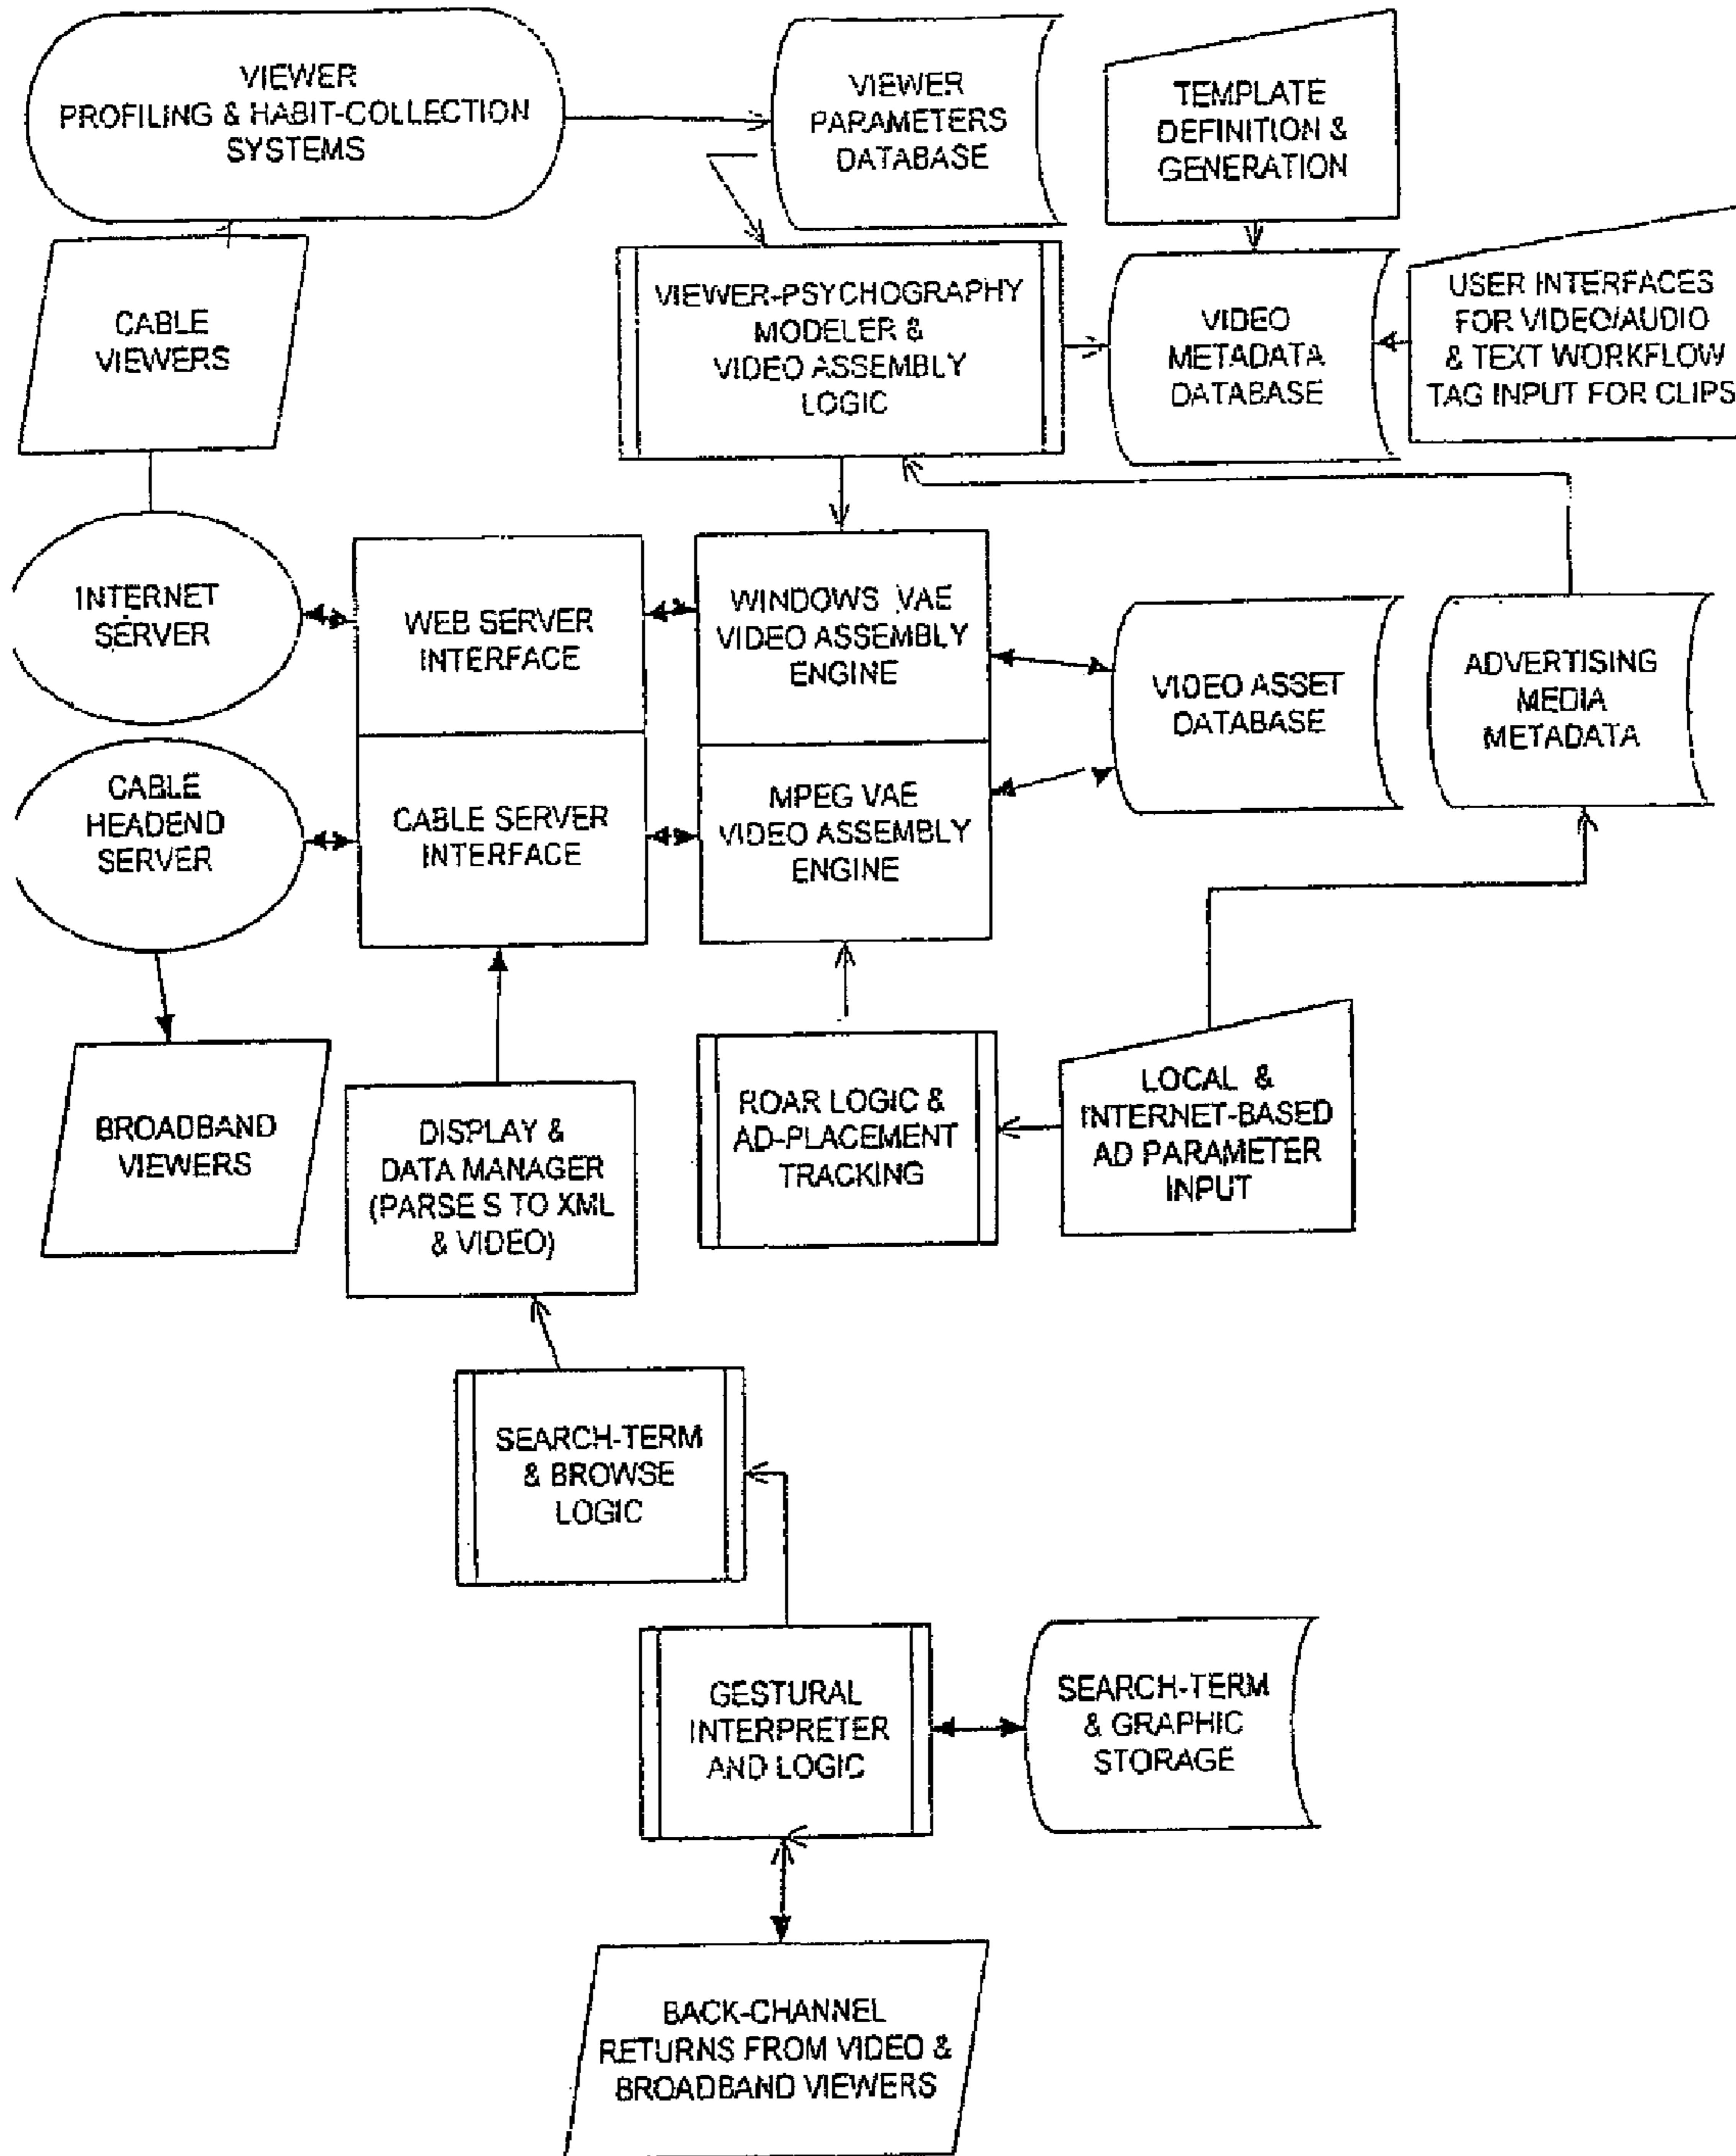 VIEWER
PROFILING & HABIT-COLLECTION
SYSTEMS
VIEWER
PARAMETERS
DATABASE
TEMPLATE
DEFINITION &
GENERATION
CABLE
VIEWERS
VIEWER-PSYCHOGRAPHY
MODELER &
VIDEO ASSEMBLY
LOGIC
VIDEO
METADATA
DATABASE
USER INTERFACES
FOR VIDEO/AUDIO
& TEXT WORKFLOW
TAG INPUT FOR CLIPS
INTERNET
SERVER
WEB SERVER
INTERFACE
WINDOWS VAE
VIDEO ASSEMBLY
ENGINE
VIDEO ASSET
DATABASE
ADVERTISING
MEDIA
METADATA
CABLE
HEADEND
SERVER
CABLE SERVER
INTERFACE
MPEG VAE
VIDEO ASSEMBLY
ENGINE
BROADBAND
VIEWERS
DISPLAY &
DATA MANAGER
(PARSE S TO XML
& VIDEO)
ROAR LOGIC &
AD-PLACEMENT
TRACKING
LOCAL &
INTERNET-BASED
AD PARAMETER
INPUT
SEARCH-TERM
& BROWSE
LOGIC
GESTURAL
INTERPRETER
AND LOGIC
SEARCH-TERM
& GRAPHIC
STORAGE
BACK-CHANNEL
RETURNS FROM VIDEO &
BROADBAND VIEWERS